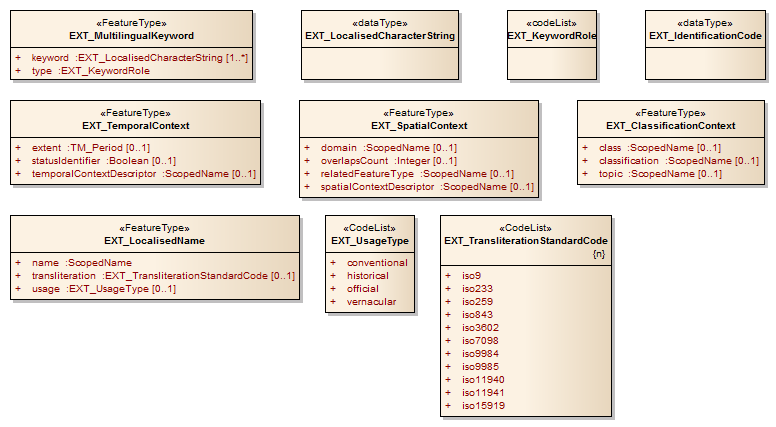 «FeatureType»
EXT_MultilingualKeyword
+ keyword :EXT_LocalisedCharacterString [1..*]
+ type :EXT_KeywordRole
«dataType»
EXT_LocalisedCharacterString
«codeList»
EXT_KeywordRole
«dataType»
EXT_IdentificationCode
«FeatureType»
EXT_TemporalContext
+ extent :TM_Period [0..1]
+ statusIdentifier :Boolean [0..1]
+ temporalContextDescriptor :ScopedName [0..1]
«FeatureType»
EXT_SpatialContext
+ domain :ScopedName [0..1]
+ overlapsCount :Integer [0..1]
+ relatedFeatureType :ScopedName [0..1]
+ spatialContextDescriptor :ScopedName [0..1]
«FeatureType»
EXT_ClassificationContext
+ class :ScopedName [0..1]
+ classification :ScopedName [0..1]
+ topic :ScopedName [0..1]
«FeatureType»
EXT_LocalisedName
+ name :ScopedName
+ transliteration :EXT_TransliterationStandardCode [0..1]
+ usage :EXT_UsageType [0..1]
«CodeList»
EXT_UsageType
+ conventional
+ historical
+ official
+ vernacular
«CodeList»
EXT_TransliterationStandardCode
{n}
+ iso9
+ iso233
+ iso259
+ iso843
+ iso3602
+ iso7098
+ iso9984
+ iso9985
+ iso11940
+ iso11941
+ iso15919